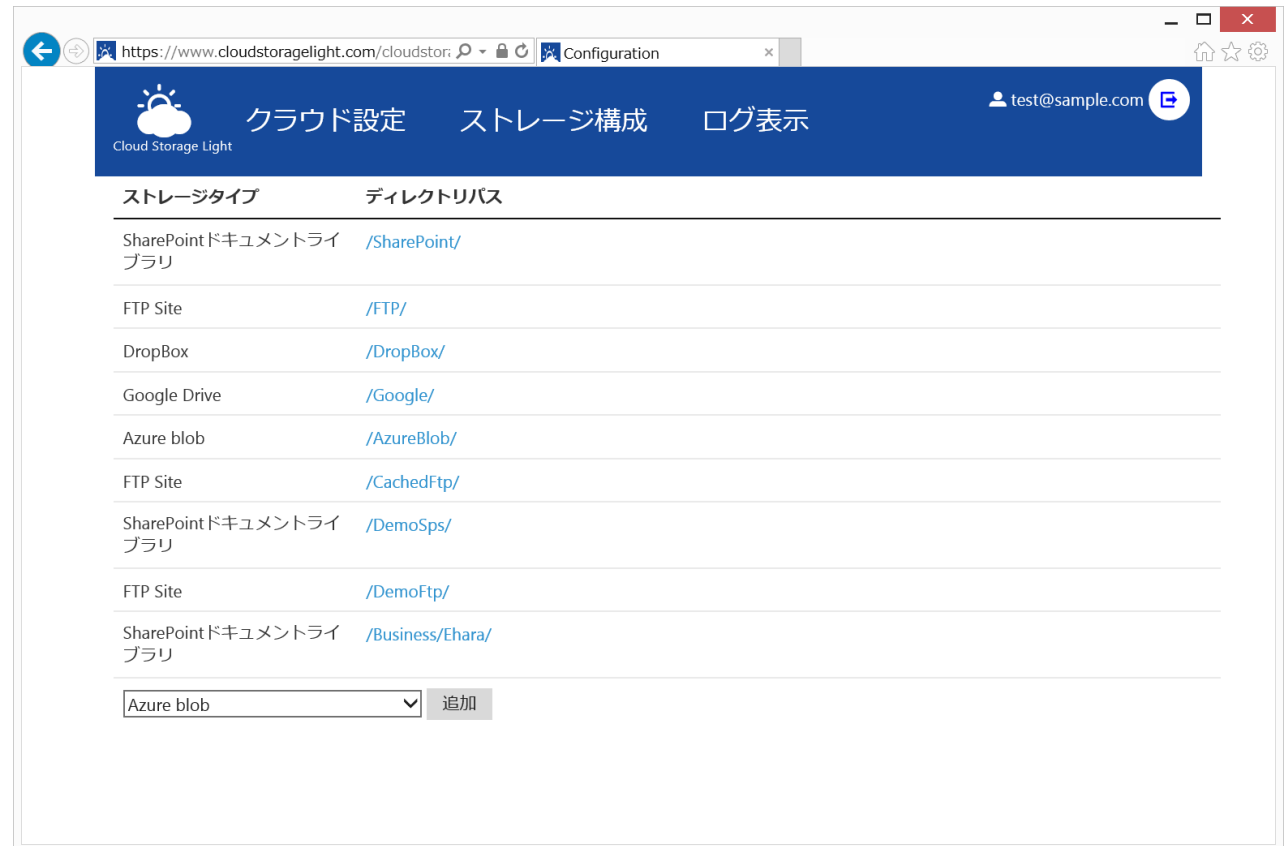 https://www.cloudstoragelight.com/cloudstor
Configuration
クラウド設定 ストレージ構成 ログ表示
test@sample.com
Cloud Storage Light
ストレージタイプ ディレクトリパス
SharePointドキュメントライ /SharePoint/
ブラリ
FTP Site /FTP/
DropBox /DropBox/
Google Drive /Google/
Azure blob /AzureBlob/
FTP Site /CachedFtp/
SharePointドキュメントライ /DemoSps/
ブラリ
FTP Site /DemoFtp/
SharePointドキュメントライ /Business/Ehara/
ブラリ
Azure blob 追加